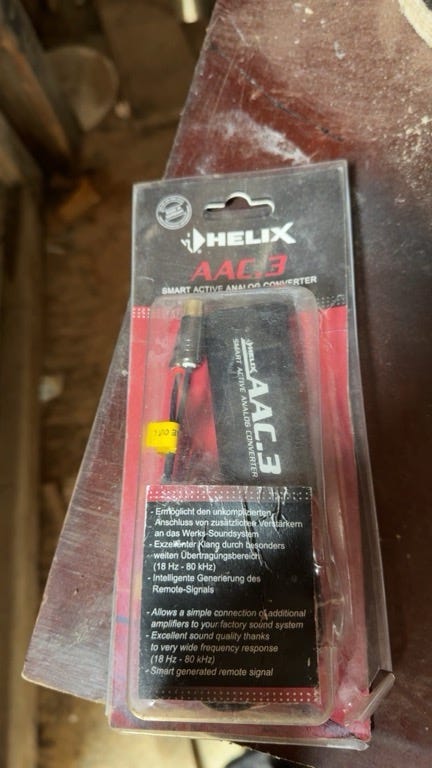 HELIX
AAC.3
SMART ACTIVE ANALOG CONVERTER
HELIX
AAC.3
SMART ACTIVE ANALOG CONVERTER
- Ermöglicht den unkomplizierten
Anschluss von zusätzlichen Verstärkern
an das Werks-Soundsystem
- Exzellenter Klang durch besonders
weiten Übertragungsbereich
(18 Hz - 80 kHz)
- Intelligente Generierung des
Remote-Signals
- Allows a simple connection of additional
amplifiers to your factory sound system
- Excellent sound quality thanks
to very wide frequency response
(18 Hz - 80 kHz)
- Smart generated remote signal